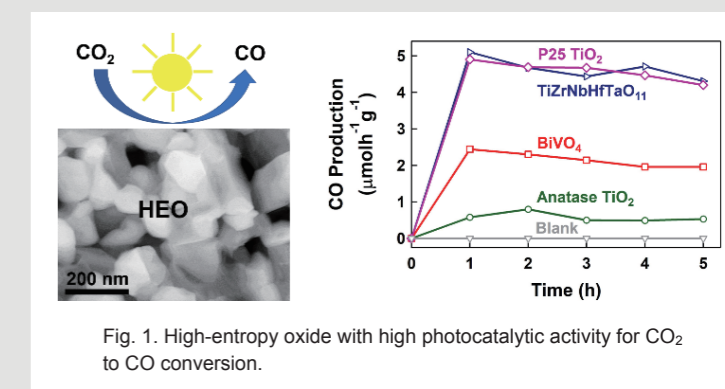 CO₂
CO
HEO
200 nm
CO Production
(μmolh⁻¹ g⁻¹)
5
4
3
2
1
0
P25 TiO₂
TiZrNbHfTaO₁₁
BiVO₄
Anatase TiO₂
Blank
0 1 2 3 4 5
Time (h)
Fig. 1. High-entropy oxide with high photocatalytic activity for CO₂
to CO conversion.